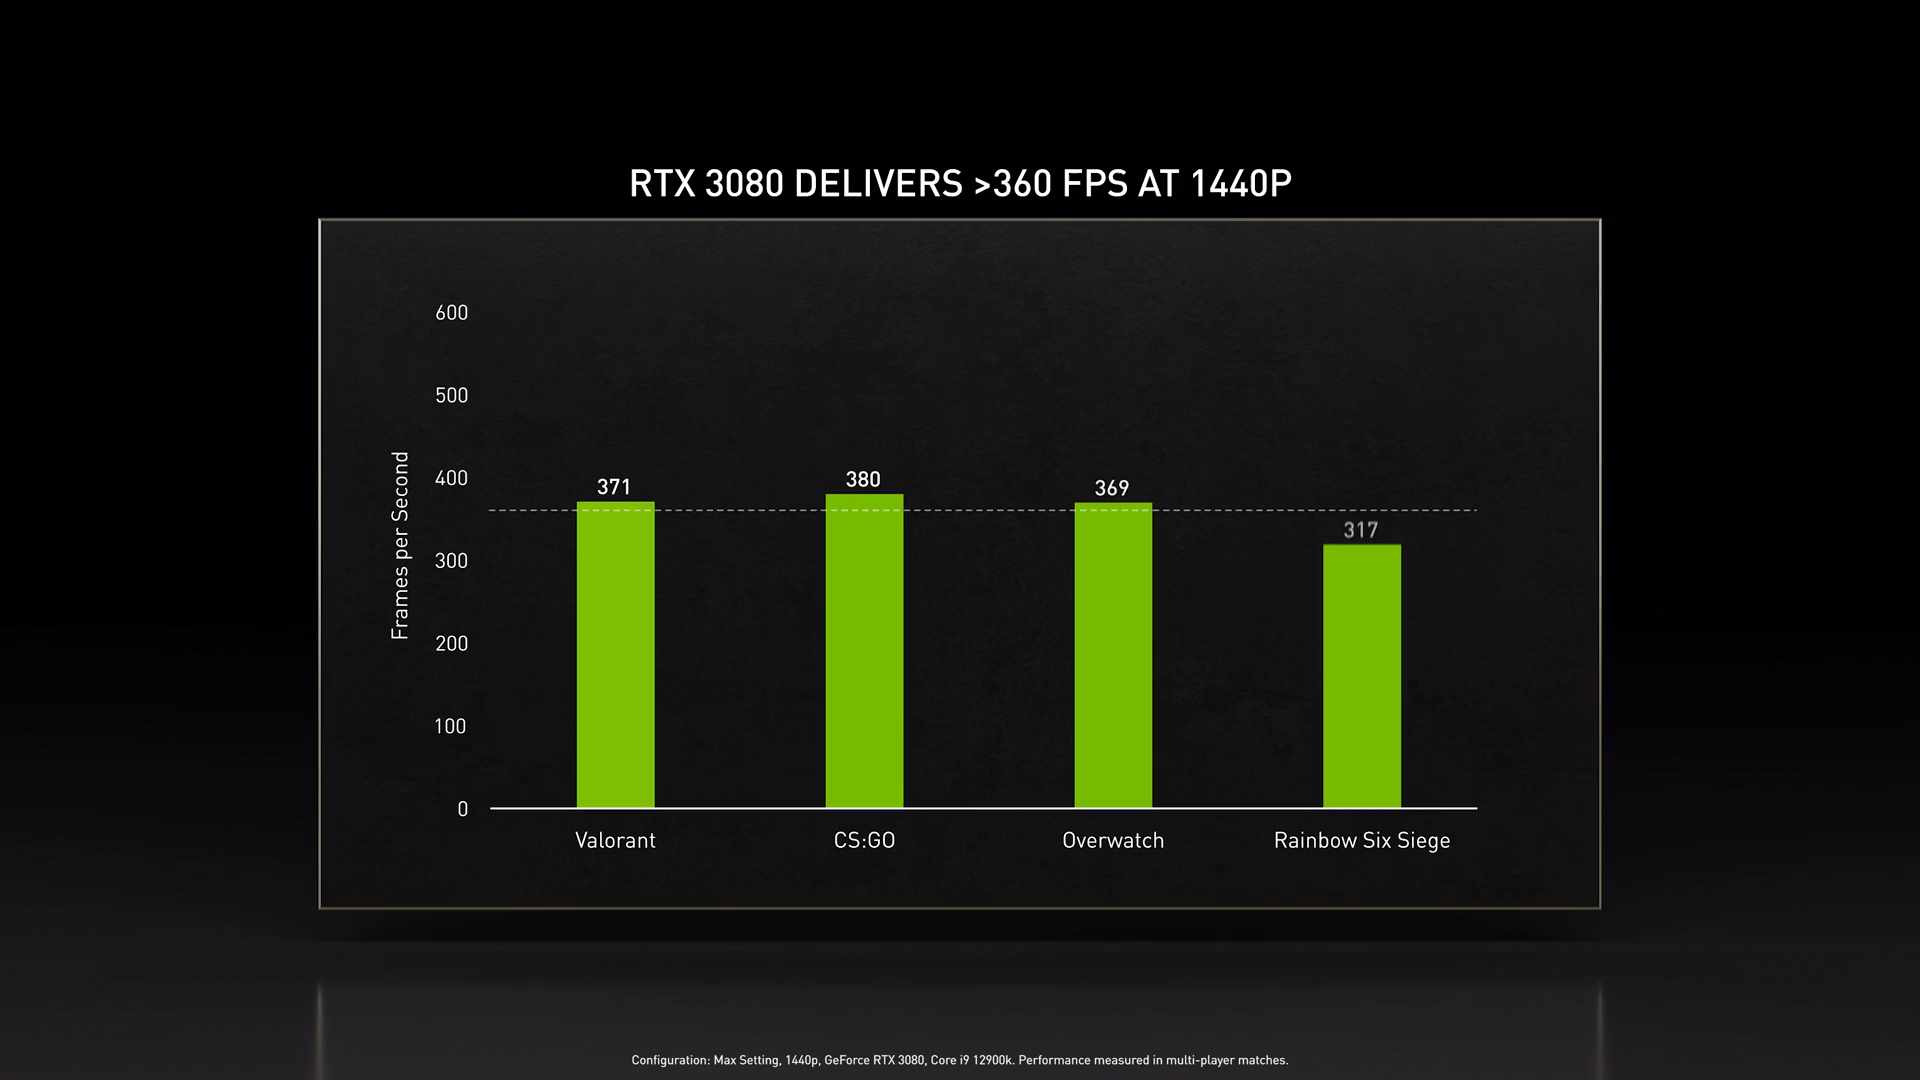 RTX 3080 DELIVERS >360 FPS AT 1440P
600
500
400
300
200
100
0
Frames per Second
371
380
369
317
Valorant
CS:GO
Overwatch
Rainbow Six Siege
Configuration: Max Setting, 1440p, GeForce RTX 3080, Core i9 12900k. Performance measured in multi-player matches.